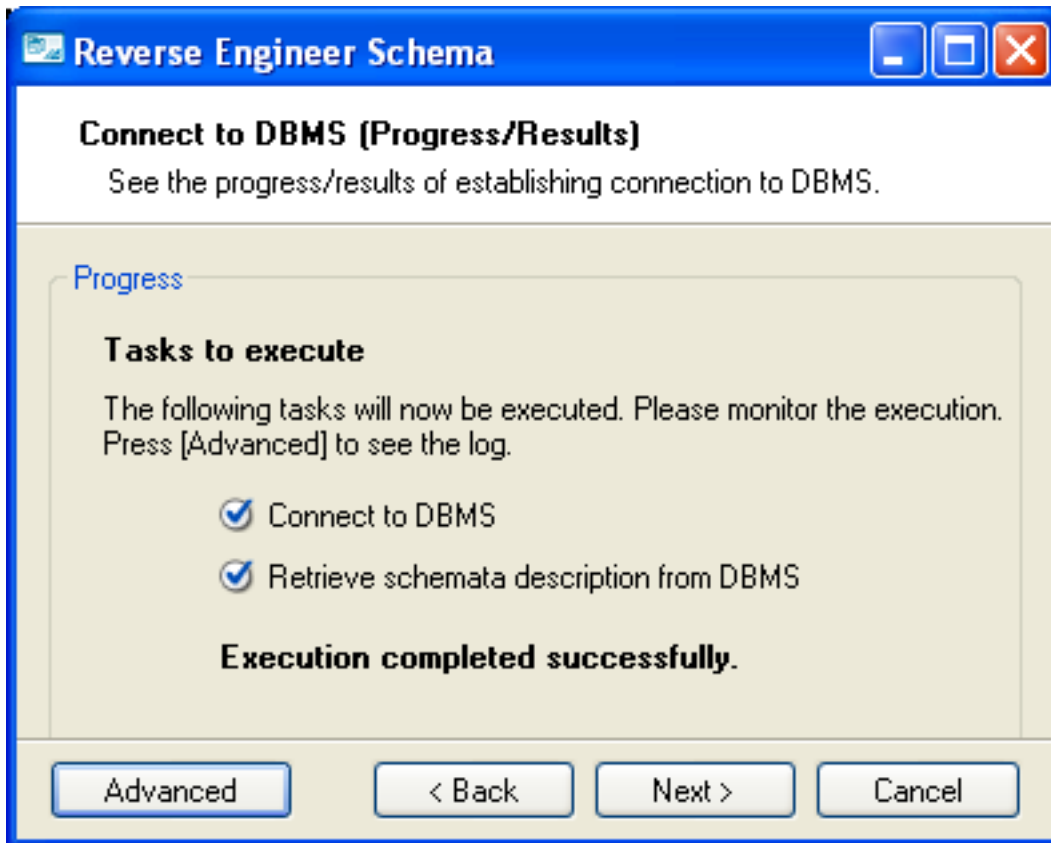 Reverse Engineer Schema
Connect to DBMS (Progress/Results)
See the progress/results of establishing connection to DBMS.
Progress
Tasks to execute
The following tasks will now be executed. Please monitor the execution.
Press [Advanced] to see the log.
Connect to DBMS
Retrieve schemata description from DBMS
Execution completed successfully.
Advanced < Back Next > Cancel